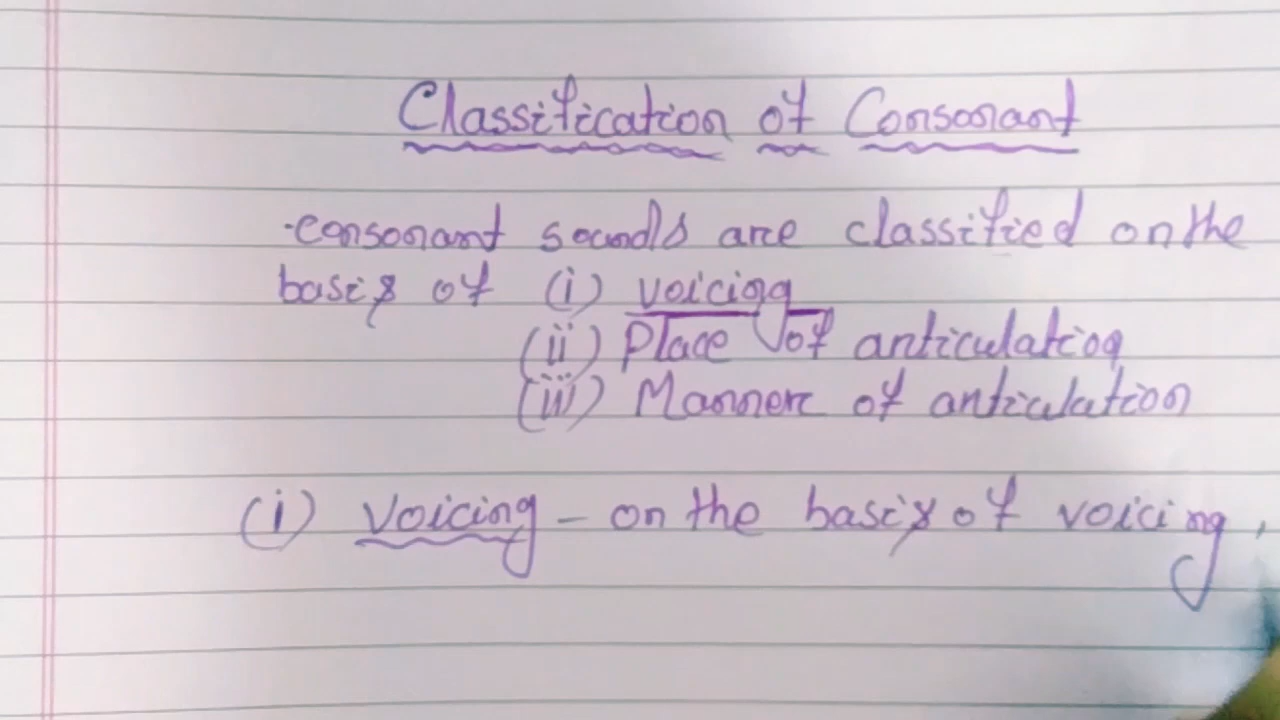 Classification of Consonant
·consonant sounds are classified on the
basis of (i) voicing
(ii) Place of articulation
(iii) Manner of articulation
(i) Voicing – on the basis of voicing,